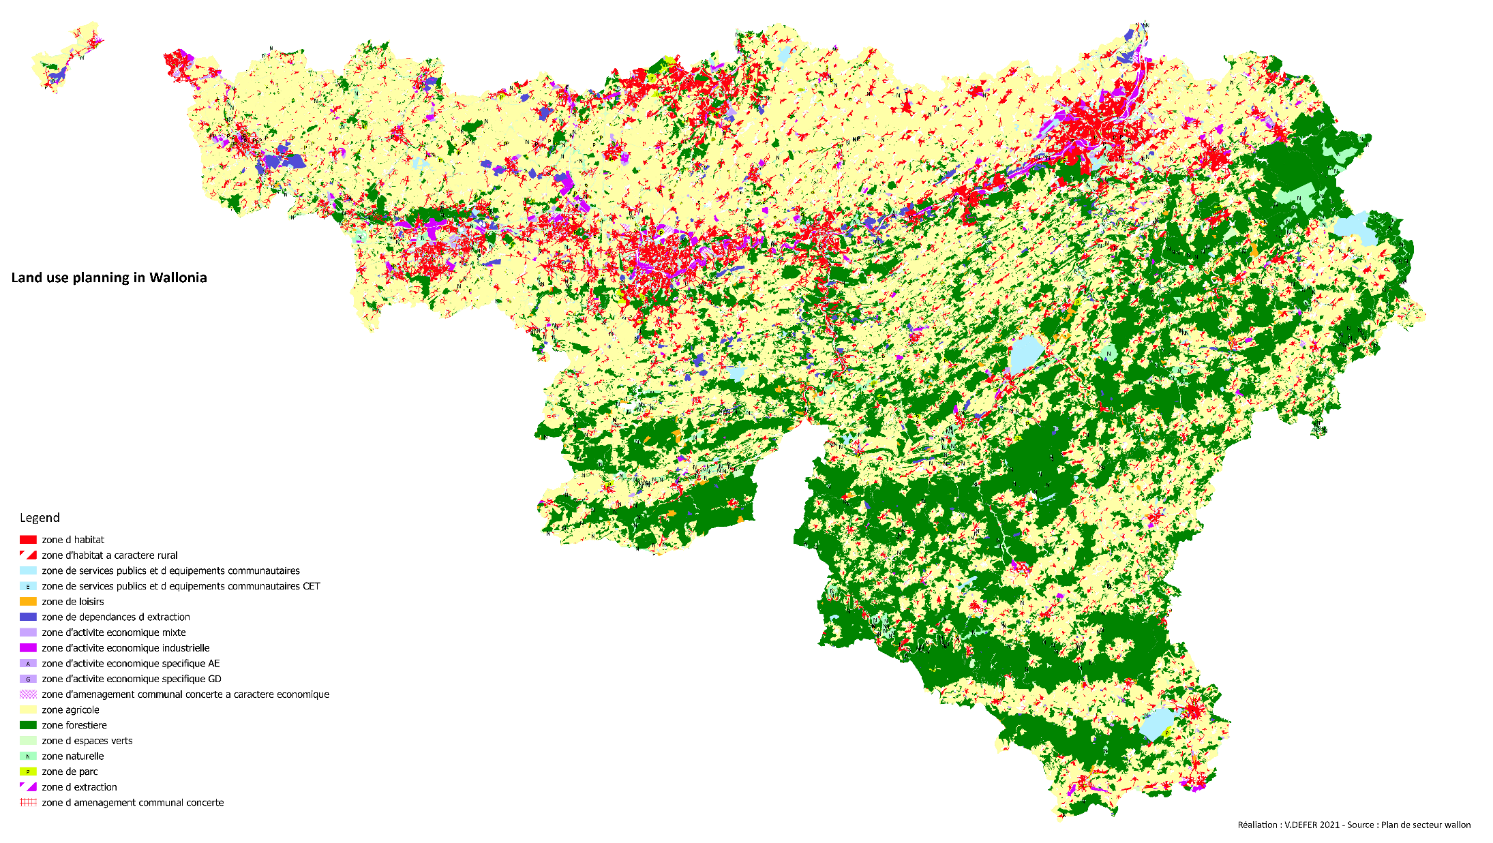 Land use planning in Wallonia
Legend
zone d habitat
zone d'habitat a caractere rural
zone de services publics et d equipements communautaires
zone de services publics et d equipements communautaires CET
zone de loisirs
zone de dependances d extraction
zone d'activite economique mixte
zone d'activite economique industrielle
A zone d'activite economique specifique AE
G zone d'activite economique specifique GD
zone d'amenagement communal concerte a caractere economique
zone agricole
zone forestiere
zone d espaces verts
N zone naturelle
P zone de parc
zone d extraction
zone d amenagement communal concerte
Réaliation : V.DEFER 2021 - Source : Plan de secteur wallon